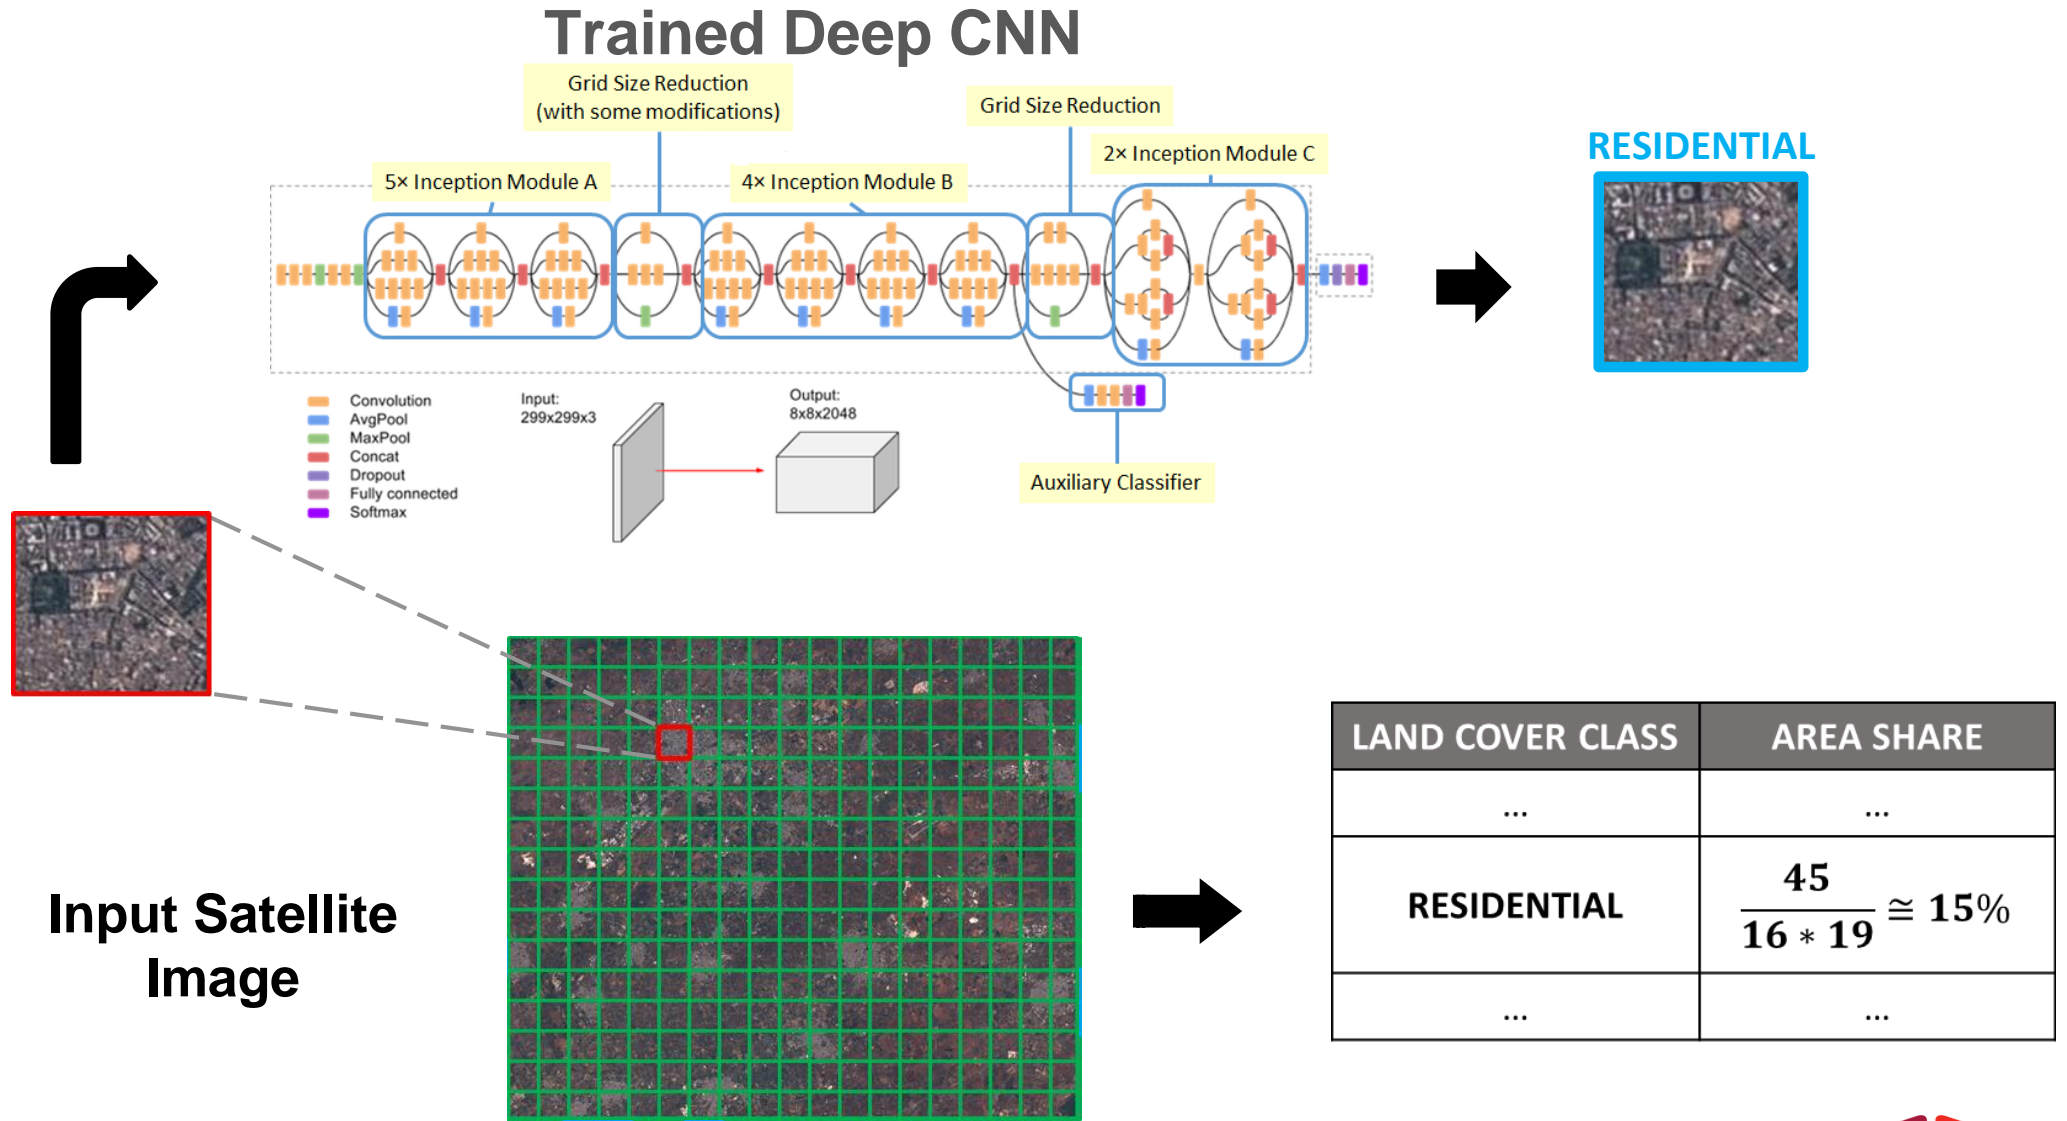 Trained Deep CNN
Grid Size Reduction
(with some modifications)
Grid Size Reduction
5× Inception Module A
4× Inception Module B
2× Inception Module C
RESIDENTIAL
Convolution
AvgPool
MaxPool
Concat
Dropout
Fully connected
Softmax
Input:
299x299x3
Output:
8x8x2048
Auxiliary Classifier
Input Satellite
Image
LAND COVER CLASS AREA SHARE
... ...
RESIDENTIAL 45 / 16 * 19 ≅ 15%
... ...